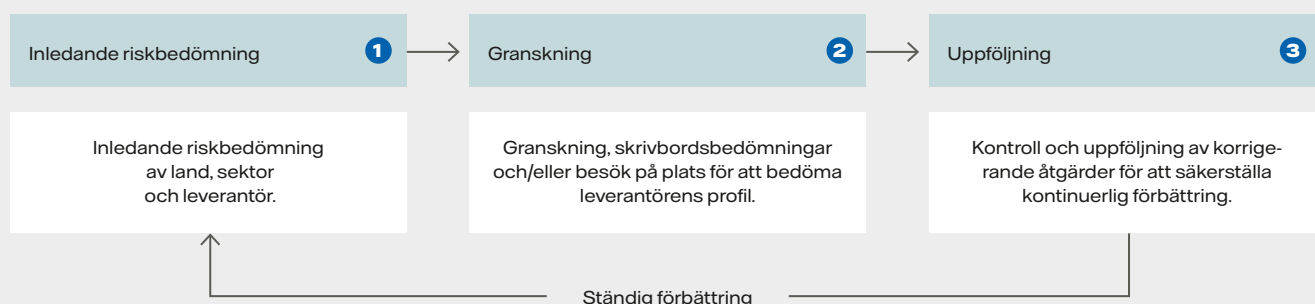 Inledande riskbedömning 1
Granskning 2
Uppföljning 3
Inledande riskbedömning
av land, sektor
och leverantör.
Granskning, skrivbordsbedömningar
och/eller besök på plats för att bedöma
leverantörens profil.
Kontroll och uppföljning av korrige-
rande åtgärder för att säkerställa
kontinuerlig förbättring.
Ständig förbättring